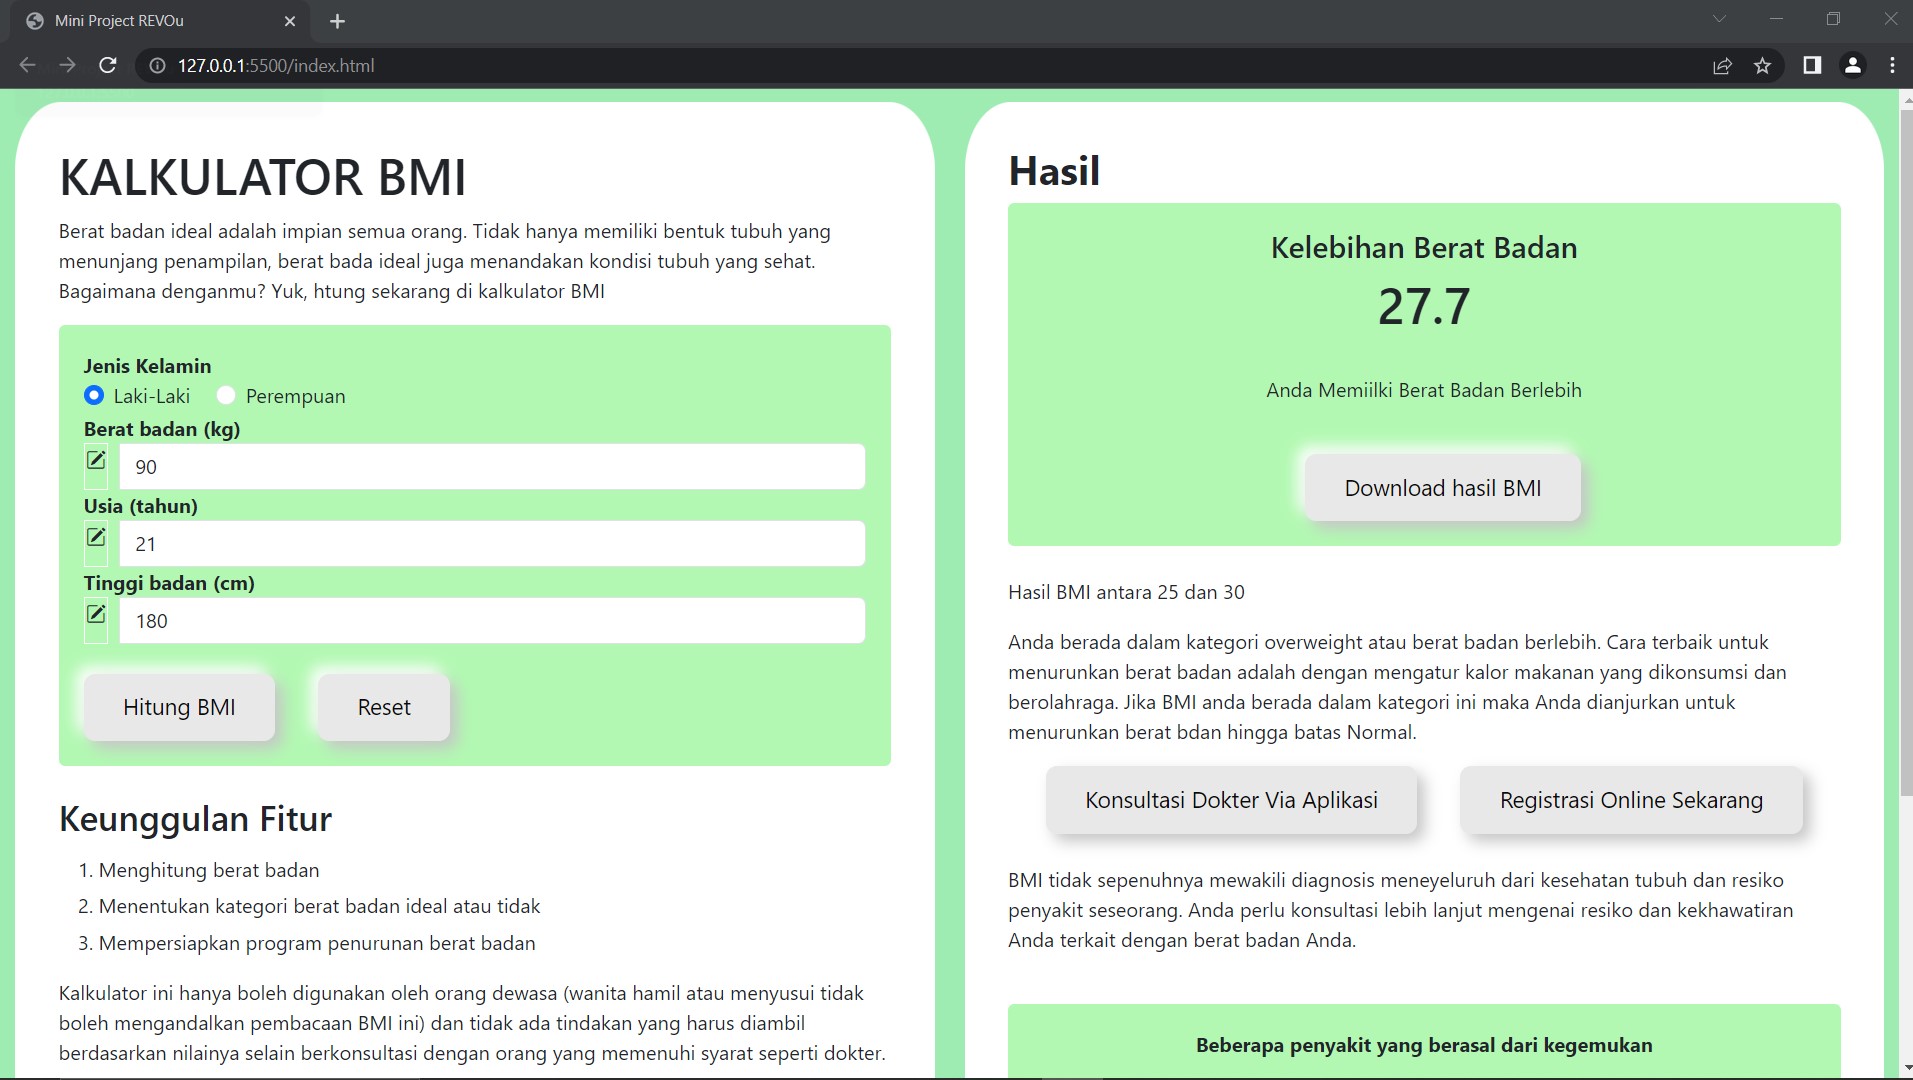 Mini Project REVOu
127.0.0.1:5500/index.html
KALKULATOR BMI
Berat badan ideal adalah impian semua orang. Tidak hanya memiliki bentuk tubuh yang
menunjang penampilan, berat bada ideal juga menandakan kondisi tubuh yang sehat.
Bagaimana denganmu? Yuk, htung sekarang di kalkulator BMI
Jenis Kelamin
Laki-Laki Perempuan
Berat badan (kg)
90
Usia (tahun)
21
Tinggi badan (cm)
180
Hitung BMI Reset
Keunggulan Fitur
1. Menghitung berat badan
2. Menentukan kategori berat badan ideal atau tidak
3. Mempersiapkan program penurunan berat badan
Kalkulator ini hanya boleh digunakan oleh orang dewasa (wanita hamil atau menyusui tidak
boleh mengandalkan pembacaan BMI ini) dan tidak ada tindakan yang harus diambil
berdasarkan nilainya selain berkonsultasi dengan orang yang memenuhi syarat seperti dokter.
Hasil
Kelebihan Berat Badan
27.7
Anda Memiilki Berat Badan Berlebih
Download hasil BMI
Hasil BMI antara 25 dan 30
Anda berada dalam kategori overweight atau berat badan berlebih. Cara terbaik untuk
menurunkan berat badan adalah dengan mengatur kalor makanan yang dikonsumsi dan
berolahraga. Jika BMI anda berada dalam kategori ini maka Anda dianjurkan untuk
menurunkan berat bdan hingga batas Normal.
Konsultasi Dokter Via Aplikasi Registrasi Online Sekarang
BMI tidak sepenuhnya mewakili diagnosis meneyeluruh dari kesehatan tubuh dan resiko
penyakit seseorang. Anda perlu konsultasi lebih lanjut mengenai resiko dan kekhawatiran
Anda terkait dengan berat badan Anda.
Beberapa penyakit yang berasal dari kegemukan